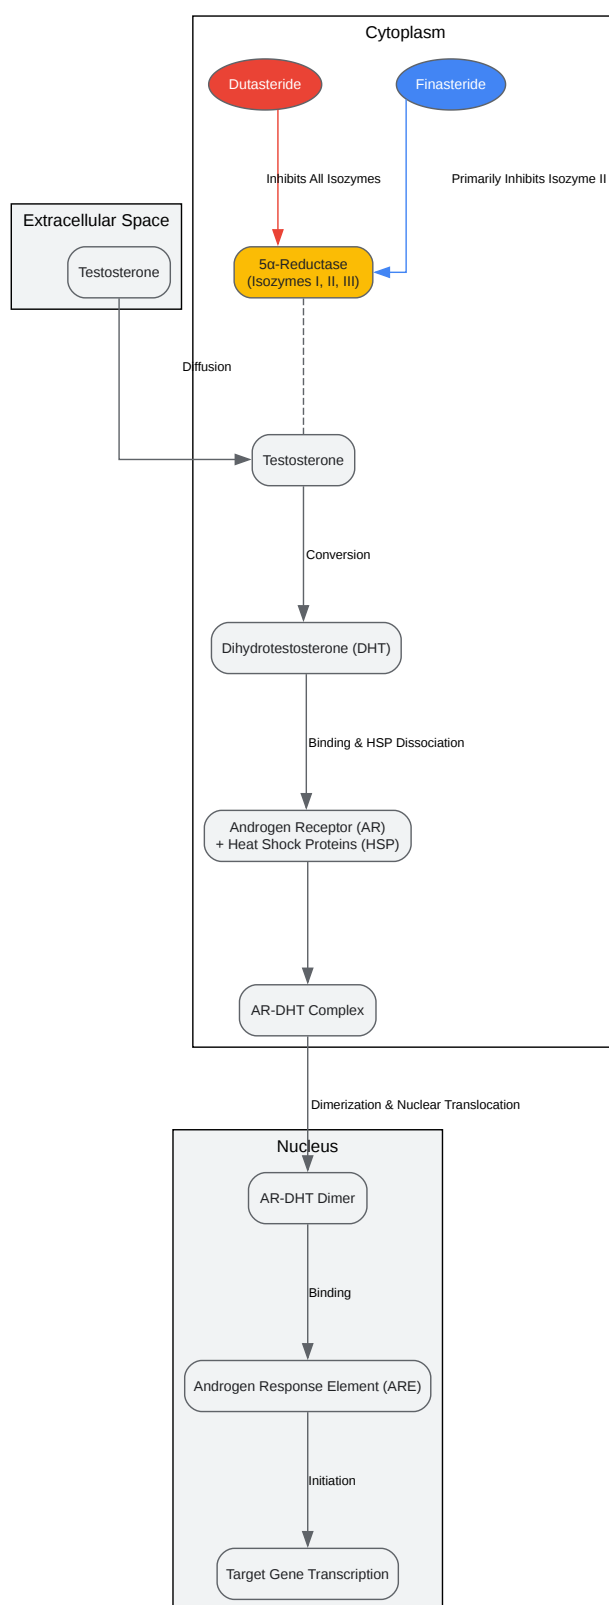 Cytoplasm
Dutasteride
Finasteride
Inhibits All Isozymes
Primarily Inhibits Isozyme II
Extracellular Space
Testosterone
5α-Reductase
(Isozymes I, II, III)
Diffusion
Testosterone
Conversion
Dihydrotestosterone (DHT)
Binding & HSP Dissociation
Androgen Receptor (AR)
+ Heat Shock Proteins (HSP)
AR-DHT Complex
Dimerization & Nuclear Translocation
Nucleus
AR-DHT Dimer
Binding
Androgen Response Element (ARE)
Initiation
Target Gene Transcription